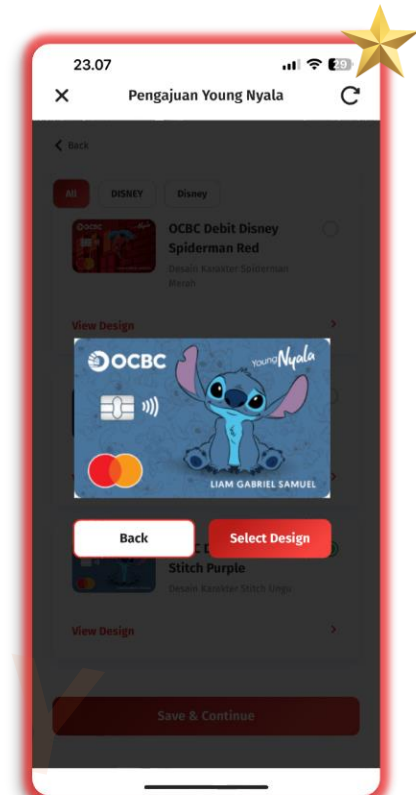 23.07
29
Pengajuan Young Nyala
Back
All
DISNEY
Disney
OCBC
OCBC Debit Disney
Spiderman Red
Desain Karakter Spiderman
Merah
View Design
OCBC
young Nyala
LIAM GABRIEL SAMUEL
Back
Select Design
Stitch Purple
Desain Karakter Stitch Ungu
View Design
Save & Continue